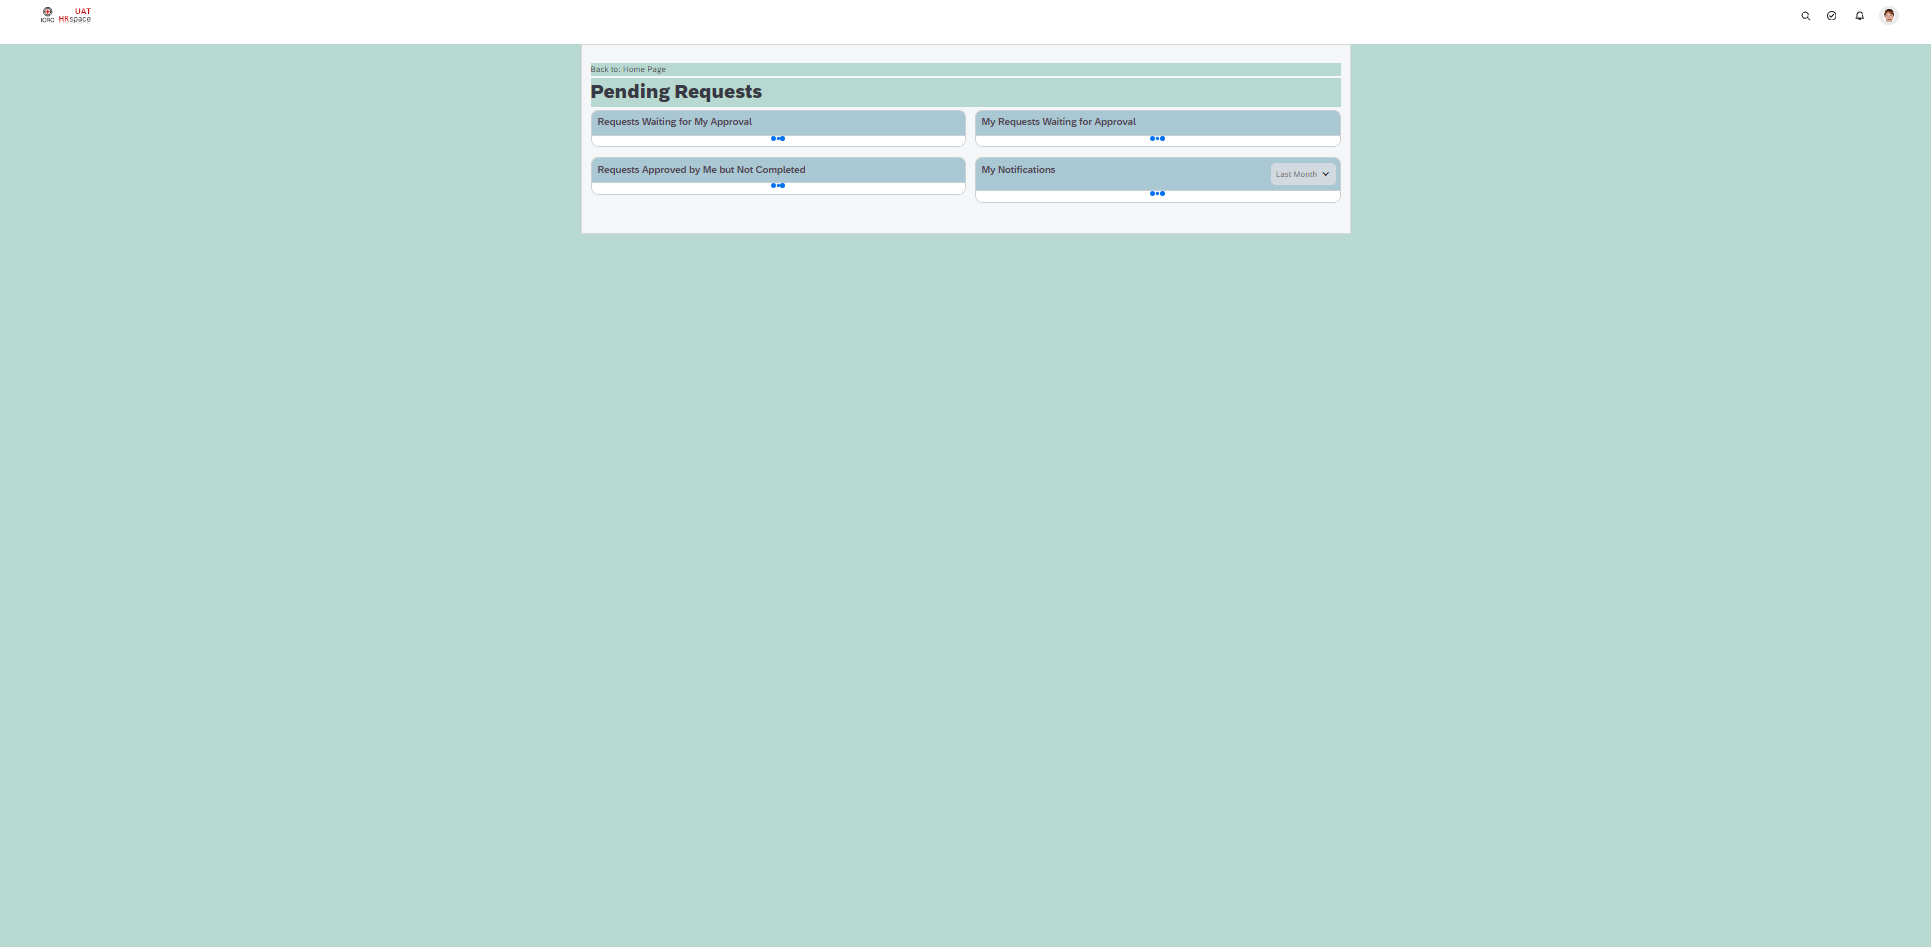 UAT
ICRC HRspace
Back to: Home Page
Pending Requests
Requests Waiting for My Approval
My Requests Waiting for Approval
Requests Approved by Me but Not Completed
My Notifications
Last Month